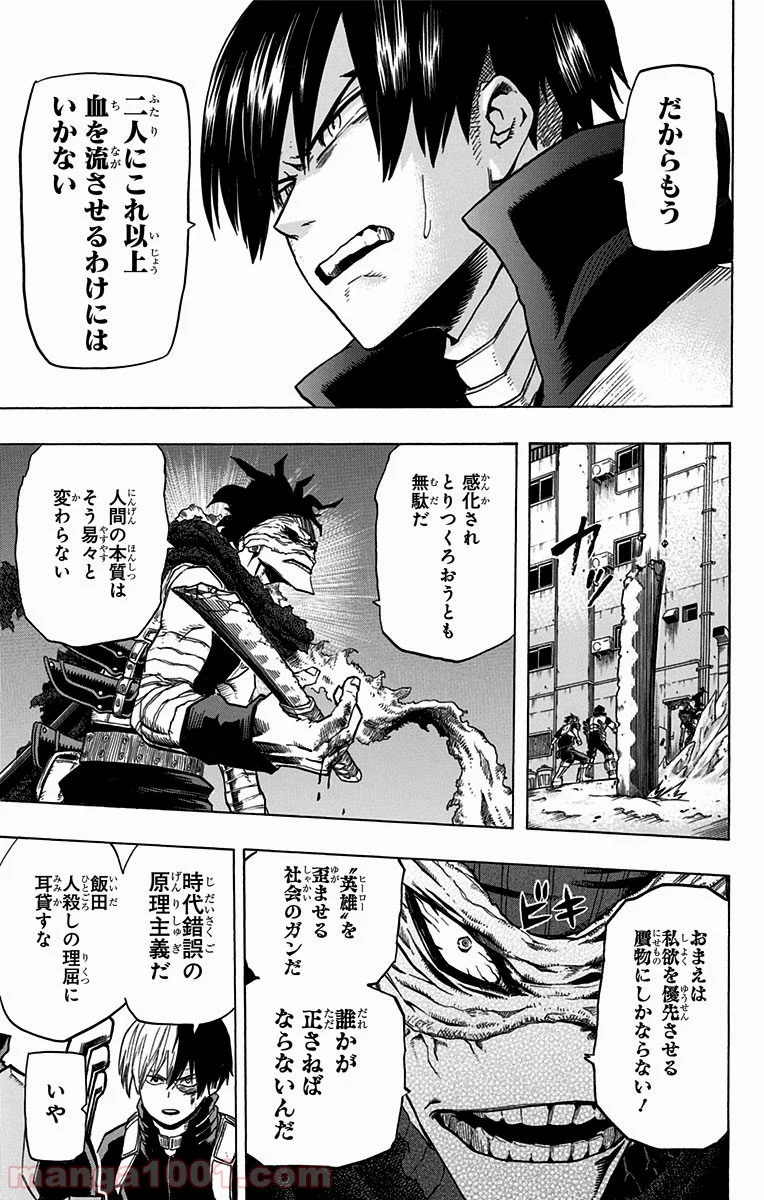 だからもう
二人にこれ以上
血を流させるわけには
いかない
カッ
感化され
とりつくろおうとも
無駄だ
人間の本質は
そう易々と
変わらない
おまえは
私欲を優先させる
贋物にしかならない!
ビキ
“英雄”を
歪ませる
社会のガンだ
誰かが
正さねば
ならないんだ
時代錯誤の
原理主義だ
飯田
人殺しの理屈に
耳貸すな
いや
manga1001.com